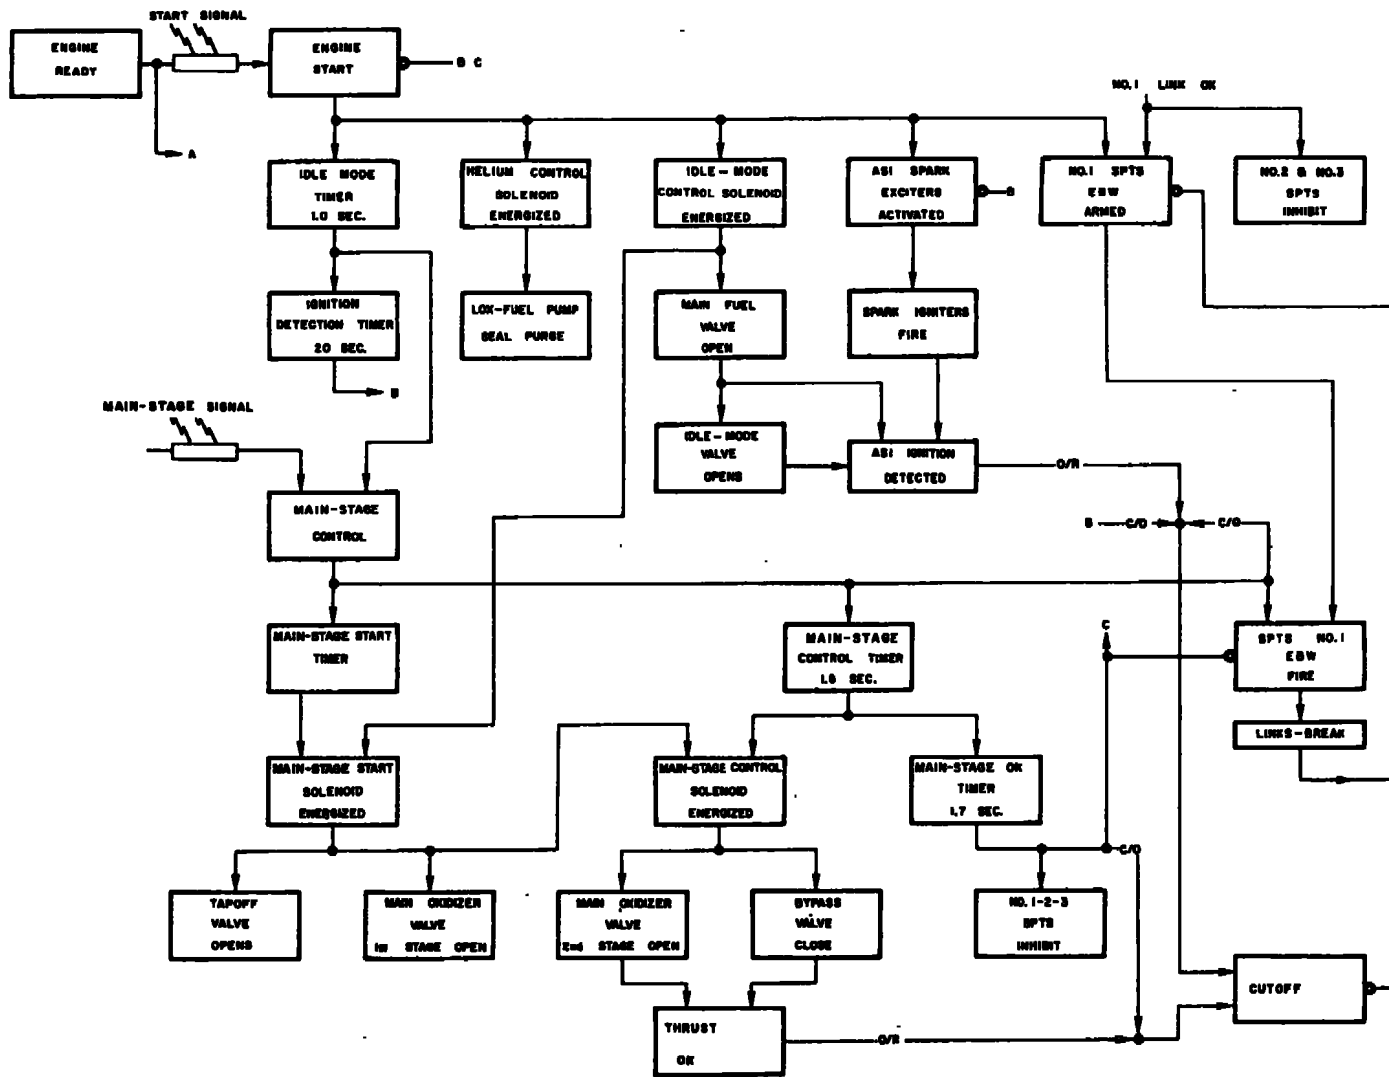 START SIGNAL
ENGINE
READY
ENGINE
START
B C
A
NO. 1 LINK OK
IDLE MODE
TIMER
1.0 SEC.
HELIUM CONTROL
SOLENOID
ENERGIZED
IDLE-MODE
CONTROL SOLENOID
ENERGIZED
ASI SPARK
EXCITERS
ACTIVATED
B
NO. 1 SPTS
EBW
ARMED
NO. 2 & NO. 3
SPTS
INHIBIT
IGNITION
DETECTION TIMER
2.0 SEC.
LOX-FUEL PUMP
SEAL PURGE
MAIN FUEL
VALVE
OPEN
SPARK IGNITERS
FIRE
B
MAIN-STAGE SIGNAL
IDLE-MODE
VALVE
OPENS
ASI IGNITION
DETECTED
O/R
MAIN-STAGE
CONTROL
B C/O C/O
MAIN-STAGE START
TIMER
MAIN-STAGE
CONTROL TIMER
1.6 SEC.
C
SPTS NO. 1
EBW
FIRE
LINKS-BREAK
MAIN-STAGE START
SOLENOID
ENERGIZED
MAIN-STAGE CONTROL
SOLENOID
ENERGIZED
MAIN-STAGE OK
TIMER
1.7 SEC.
C/O
TAPOFF
VALVE
OPENS
MAIN OXIDIZER
VALVE
1st STAGE OPEN
MAIN OXIDIZER
VALVE
2nd STAGE OPEN
BYPASS
VALVE
CLOSE
NO. 1-2-3
SPTS
INHIBIT
CUTOFF
THRUST
OK
O/R